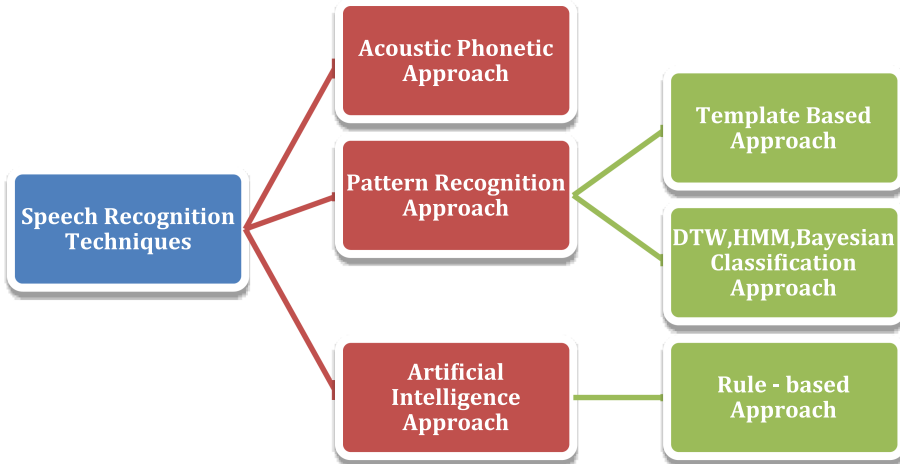 Speech Recognition
Techniques
Acoustic Phonetic
Approach
Pattern Recognition
Approach
Artificial
Intelligence
Approach
Template Based
Approach
DTW,HMM,Bayesian
Classification
Approach
Rule - based
Approach